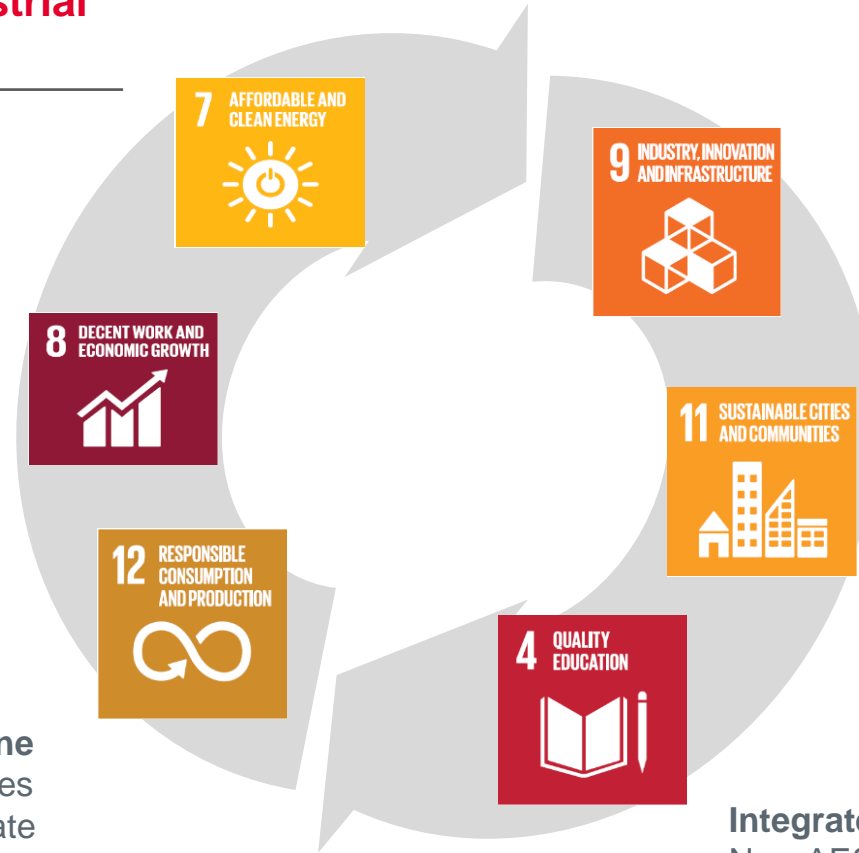 7 AFFORDABLE AND
CLEAN ENERGY
9 INDUSTRY, INNOVATION
AND INFRASTRUCTURE
8 DECENT WORK AND
ECONOMIC GROWTH
11 SUSTAINABLE CITIES
AND COMMUNITIES
12 RESPONSIBLE
CONSUMPTION
AND PRODUCTION
4 QUALITY
EDUCATION